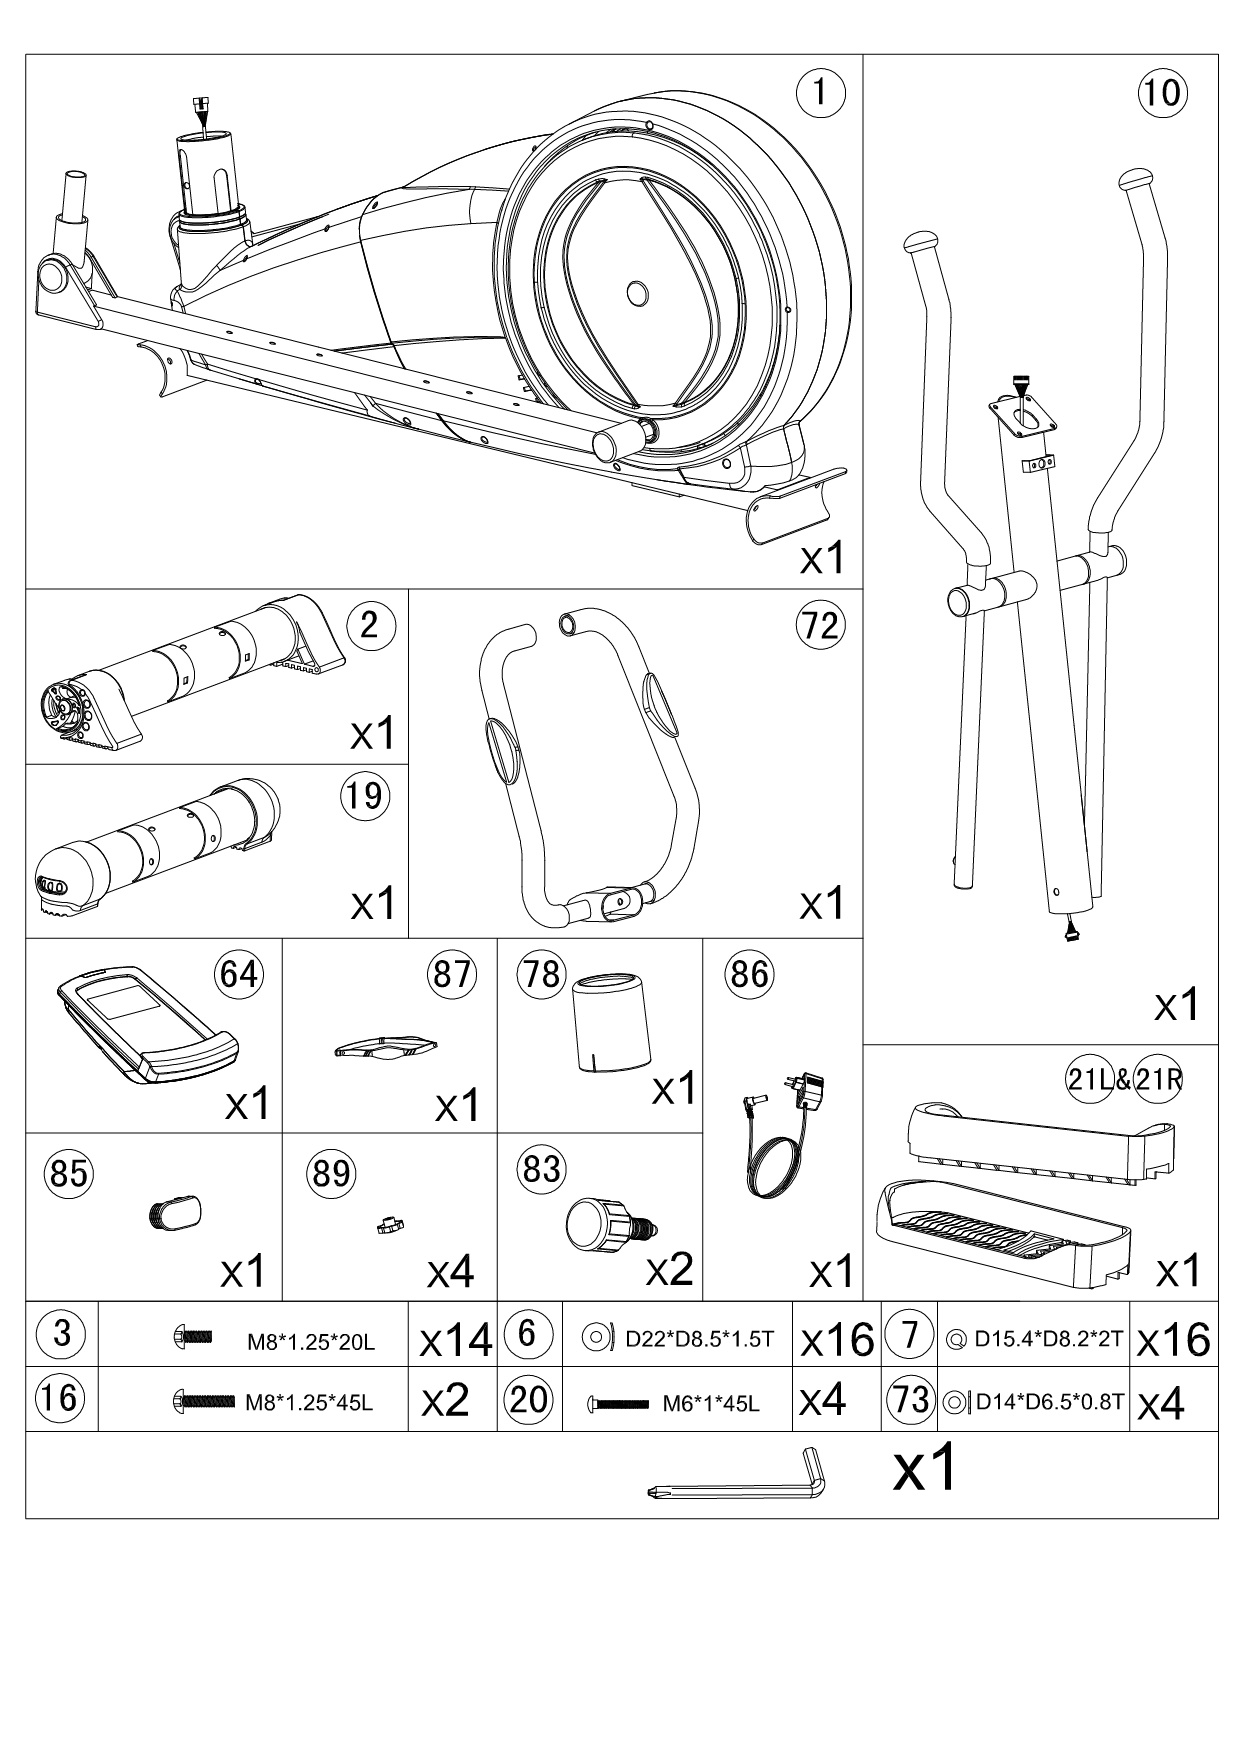 1
x1
10
x1
2
x1
72
x1
19
x1
64
x1
87
x1
78
x1
86
x1
21L&21R
x1
85
x1
89
x4
83
x2
3 M8*1.25*20L x14 6 D22*D8.5*1.5T x16 7 D15.4*D8.2*2T x16
16 M8*1.25*45L x2 20 M6*1*45L x4 73 D14*D6.5*0.8T x4
x1